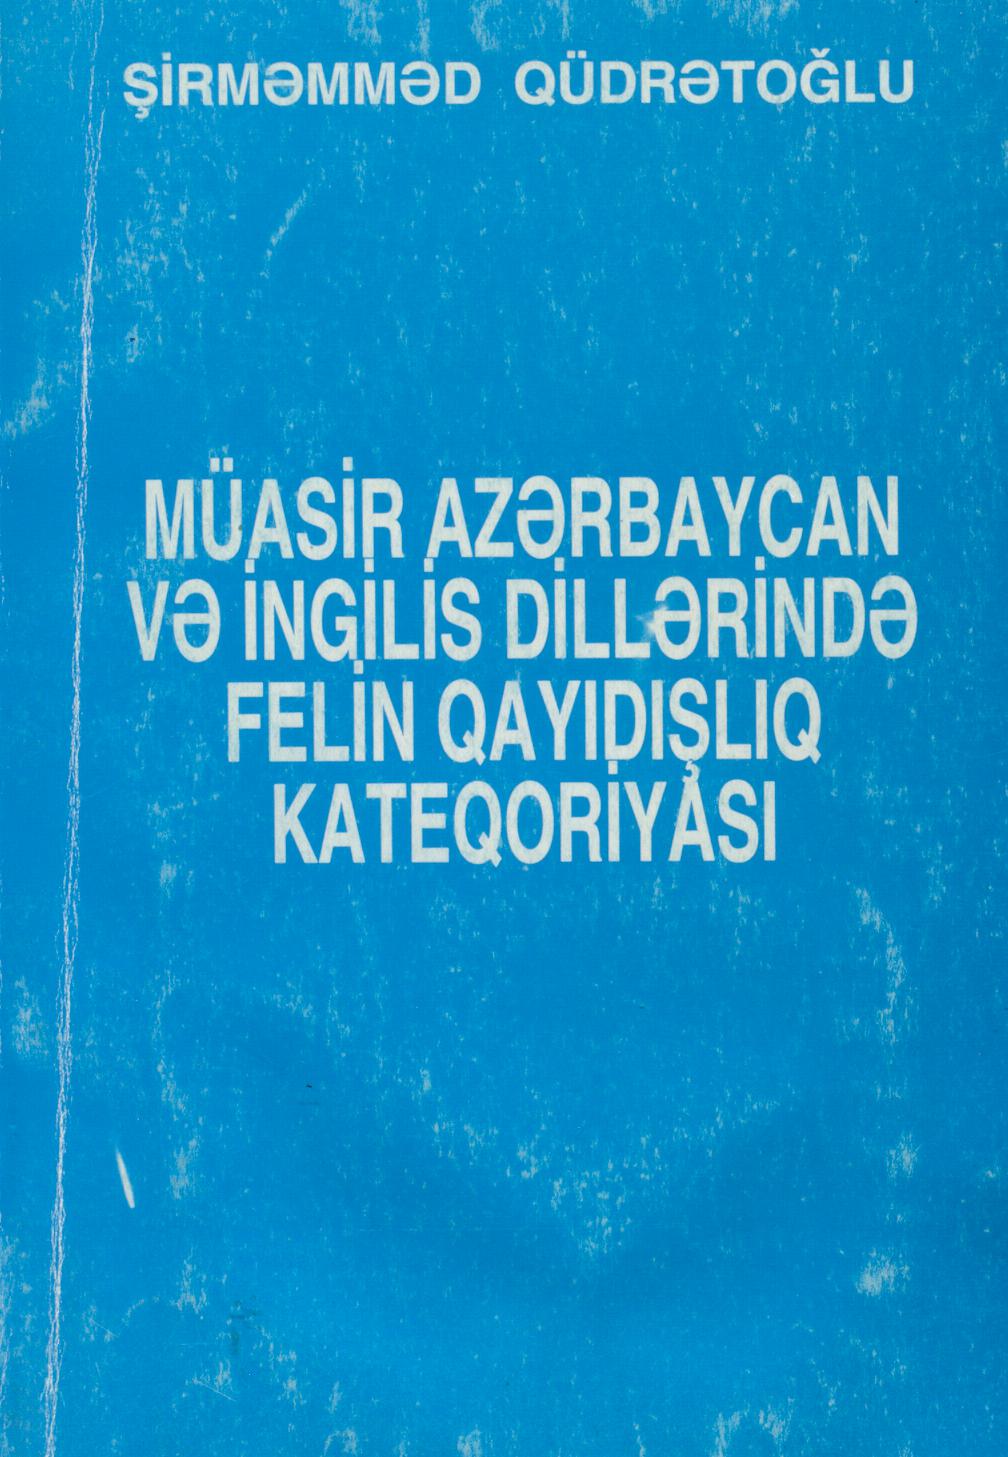 ŞİRMƏMMƏD QÜDRƏTOĞLU
MÜASİR AZƏRBAYCAN
VƏ İNGİLİS DİLLƏRİNDƏ
FELİN QAYIDIŞLIQ
KATEQORİYASI